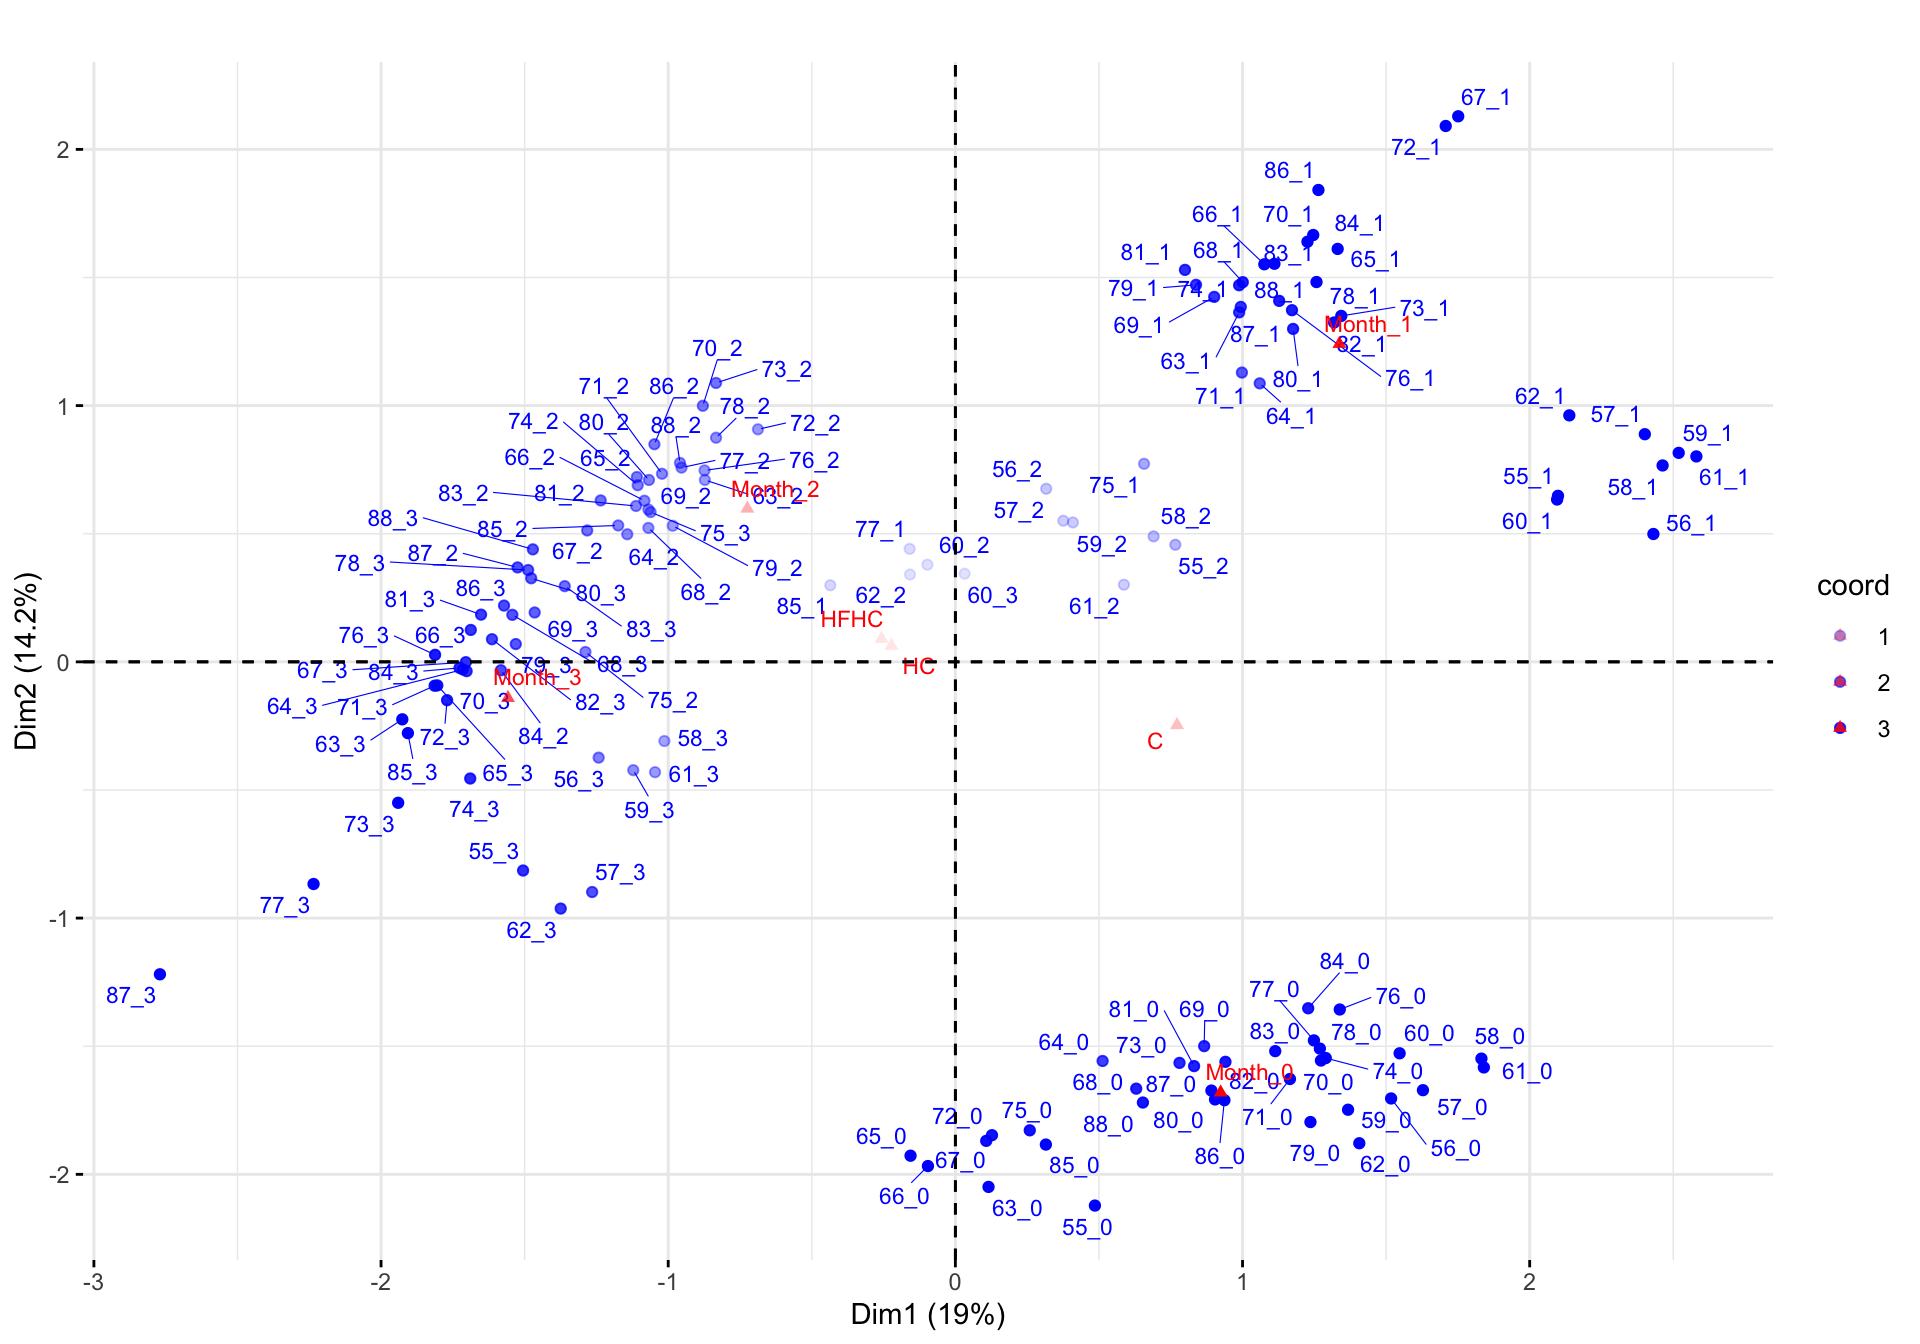 67_1
2
72_1
86_1
66_1 70_1 84_1
81_1 68_1 83_1 65_1
79_1 74_1 88_1 78_1 73_1
69_1 87_1 Month_1
82_1
63_1 80_1 76_1
71_1 64_1
70_2
73_2
71_2 86_2
1
78_2 62_1 57_1
74_2 80_2 88_2 72_2 59_1
66_2 65_2 77_2 76_2 56_2 55_1 61_1
83_2 81_2 69_2 Month_2 63_2 75_1 58_1
88_3 85_2 75_3 57_2 58_2 60_1 56_1
78_3 87_2 67_2 64_2 79_2 77_1 60_2 59_2 55_2
86_3 80_3 68_2 62_2 60_3
81_3 85_1 61_2
76_3 66_3 69_3 83_3 HFHC
0
67_3 84_3 79_3 68_3 HC
Month_3
64_3 71_3 70_3 82_3 75_2
63_3 72_3 84_2 58_3 C
85_3 65_3 56_3 61_3
73_3 74_3 59_3
55_3 57_3
77_3
-1
62_3
87_3
84_0
77_0 76_0
81_0 69_0
64_0 73_0 83_0 78_0 60_0 58_0
68_0 87_0 Month_0 82_0 70_0 74_0 61_0
72_0 75_0 88_0 80_0 71_0 59_0 57_0
65_0 67_0 85_0 86_0 79_0 62_0 56_0
-2
66_0 63_0
55_0
-3 -2 -1 0 1 2
Dim1 (19%)
Dim2 (14.2%)
coord
1
2
3